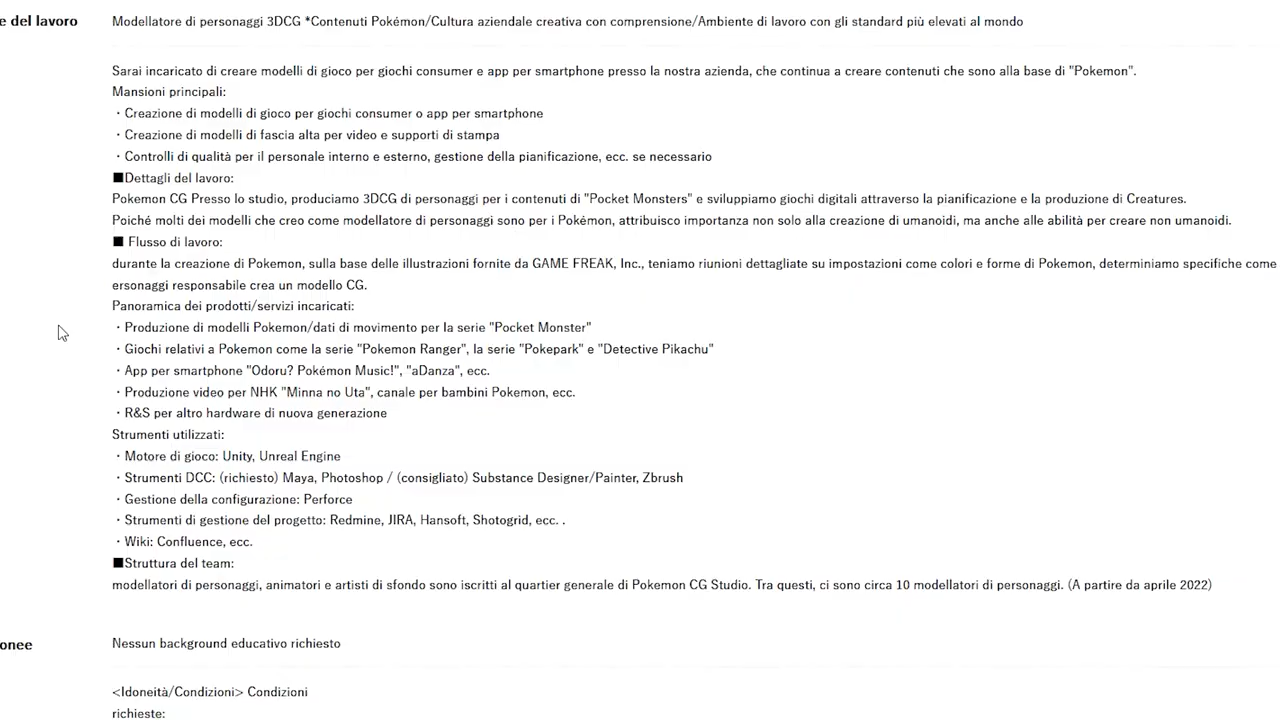 e del lavoro
Modellatore di personaggi 3DCG *Contenuti Pokémon/Cultura aziendale creativa con comprensione/Ambiente di lavoro con gli standard più elevati al mondo
Sarai incaricato di creare modelli di gioco per giochi consumer e app per smartphone presso la nostra azienda, che continua a creare contenuti che sono alla base di "Pokemon".
Mansioni principali:
・Creazione di modelli di gioco per giochi consumer o app per smartphone
・Creazione di modelli di fascia alta per video e supporti di stampa
・Controlli di qualità per il personale interno e esterno, gestione della pianificazione, ecc. se necessario
■Dettagli del lavoro:
Pokemon CG Presso lo studio, produciamo 3DCG di personaggi per i contenuti di "Pocket Monsters" e sviluppiamo giochi digitali attraverso la pianificazione e la produzione di Creatures.
Poiché molti dei modelli che creo come modellatore di personaggi sono per i Pokémon, attribuisco importanza non solo alla creazione di umanoidi, ma anche alle abilità per creare non umanoidi.
■ Flusso di lavoro:
durante la creazione di Pokemon, sulla base delle illustrazioni fornite da GAME FREAK, Inc., teniamo riunioni dettagliate su impostazioni come colori e forme di Pokemon, determiniamo specifiche come
ersonaggi responsabile crea un modello CG.
Panoramica dei prodotti/servizi incaricati:
・Produzione di modelli Pokemon/dati di movimento per la serie "Pocket Monster"
・Giochi relativi a Pokemon come la serie "Pokemon Ranger", la serie "Pokepark" e "Detective Pikachu"
・App per smartphone "Odoru? Pokémon Music!", "aDanza", ecc.
・Produzione video per NHK "Minna no Uta", canale per bambini Pokemon, ecc.
・R&S per altro hardware di nuova generazione
Strumenti utilizzati:
・Motore di gioco: Unity, Unreal Engine
・Strumenti DCC: (richiesto) Maya, Photoshop / (consigliato) Substance Designer/Painter, Zbrush
・Gestione della configurazione: Perforce
・Strumenti di gestione del progetto: Redmine, JIRA, Hansoft, Shotogrid, ecc. .
・Wiki: Confluence, ecc.
■Struttura del team:
modellatori di personaggi, animatori e artisti di sfondo sono iscritti al quartier generale di Pokemon CG Studio. Tra questi, ci sono circa 10 modellatori di personaggi. (A partire da aprile 2022)
onee
Nessun background educativo richiesto
<Idoneità/Condizioni> Condizioni
richieste: